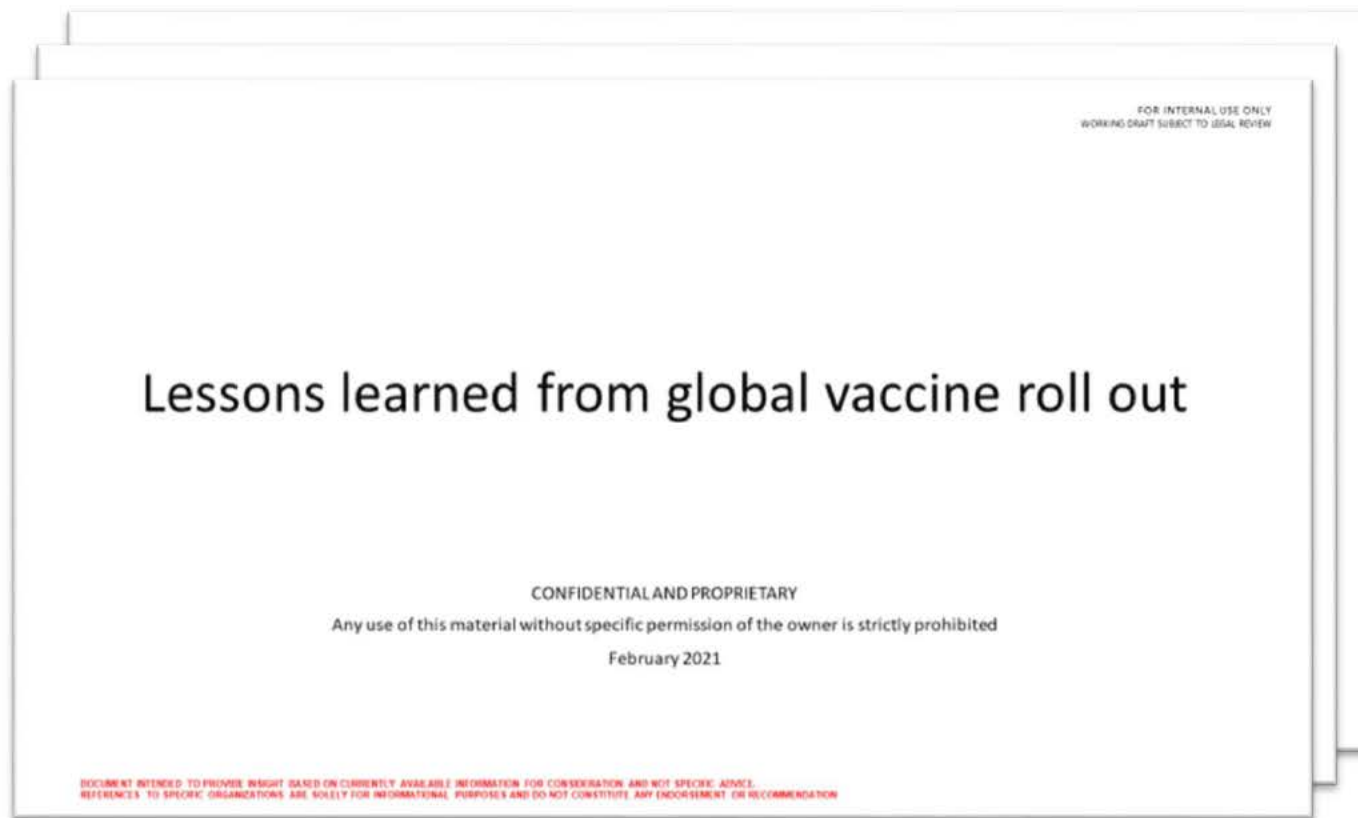 FOR INTERNAL USE ONLY
WORKING DRAFT SUBJECT TO LEGAL REVIEW
Lessons learned from global vaccine roll out
CONFIDENTIAL AND PROPRIETARY
Any use of this material without specific permission of the owner is strictly prohibited
February 2021
DOCUMENT INTENDED TO PROVIDE INSIGHT BASED ON CURRENTLY AVAILABLE INFORMATION FOR CONSIDERATION AND NOT SPECIFIC ADVICE.
REFERENCES TO SPECIFIC ORGANIZATIONS ARE SOLELY FOR INFORMATIONAL PURPOSES AND DO NOT CONSTITUTE ANY ENDORSEMENT OR RECOMMENDATION